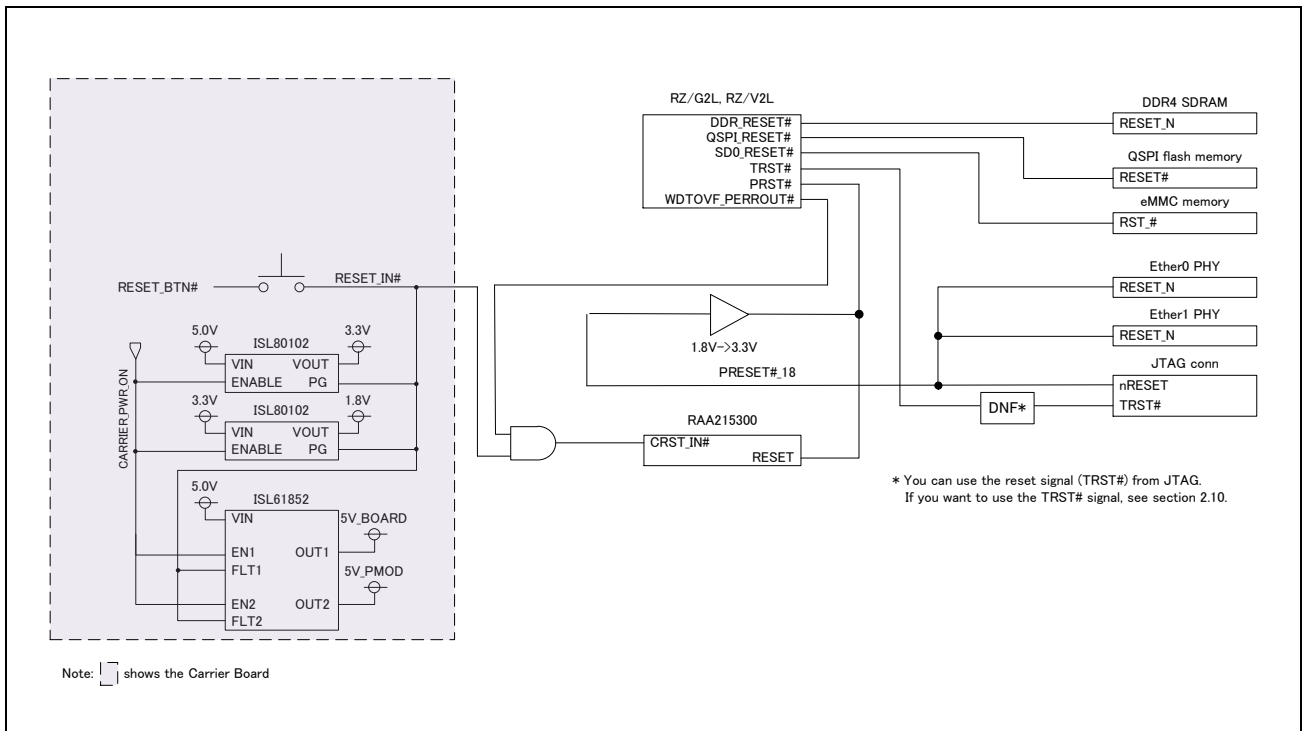 RZ/G2L, RZ/V2L
DDR_RESET#
QSPI_RESET#
SD0_RESET#
TRST#
PRST#
WDTOVF_PERROUT#
DDR4 SDRAM
RESET_N
QSPI flash memory
RESET#
eMMC memory
RST_#
Ether0 PHY
RESET_N
Ether1 PHY
RESET_N
JTAG conn
nRESET
TRST#
DNF*
RESET_BTN#
RESET_IN#
1.8V->3.3V
PRESET#_18
RAA215300
CRST_IN#
RESET
CARRIER_PWR_ON
5.0V
3.3V
ISL80102
VIN
VOUT
ENABLE
PG
3.3V
1.8V
ISL80102
VIN
VOUT
ENABLE
PG
5.0V
ISL61852
VIN
5V_BOARD
EN1
OUT1
FLT1
5V_PMOD
EN2
OUT2
FLT2
* You can use the reset signal (TRST#) from JTAG.
If you want to use the TRST# signal, see section 2.10.
Note: shows the Carrier Board